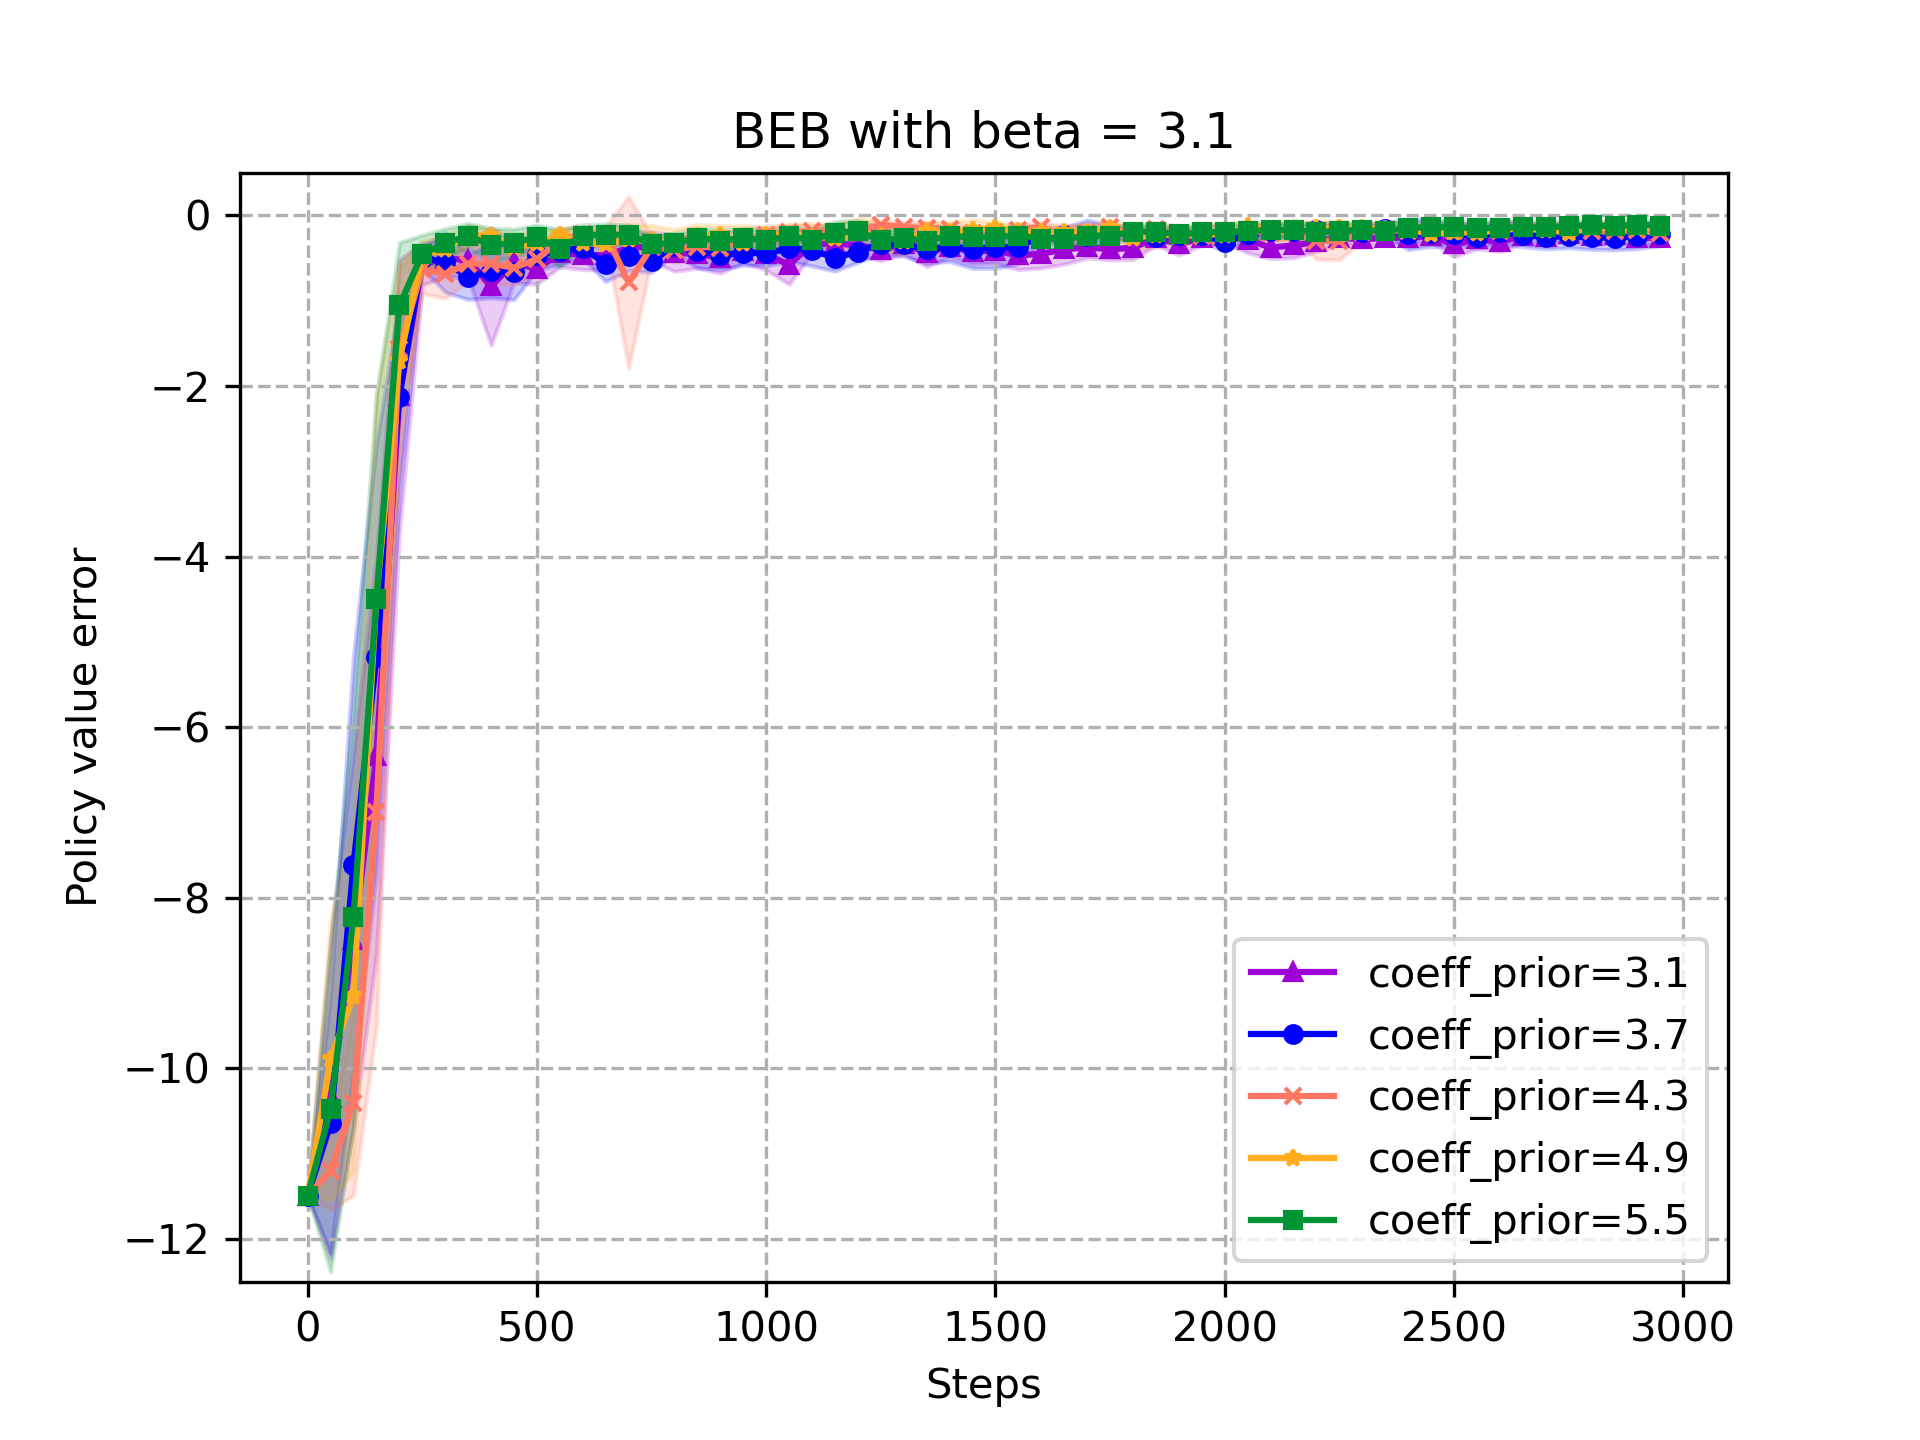 BEB with beta = 3.1
Policy value error
0
−2
−4
−6
−8
−10
−12
coeff_prior=3.1
coeff_prior=3.7
coeff_prior=4.3
coeff_prior=4.9
coeff_prior=5.5
0 500 1000 1500 2000 2500 3000
Steps